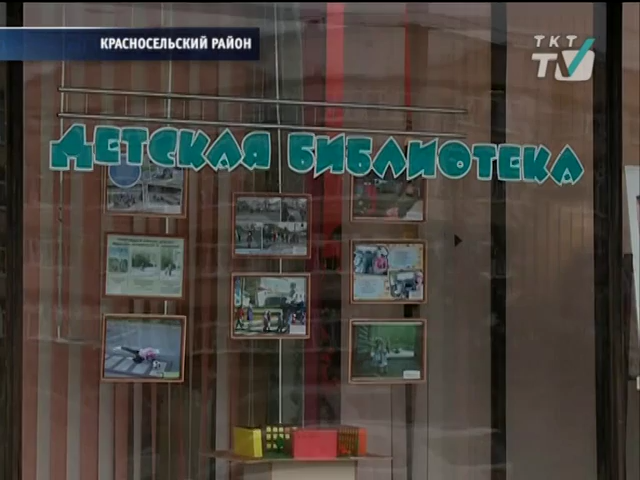 КРАСНОСЕЛЬСКИЙ РАЙОН
ТКТ
TV
ДЕТСКАЯ БИБЛИОТЕКА